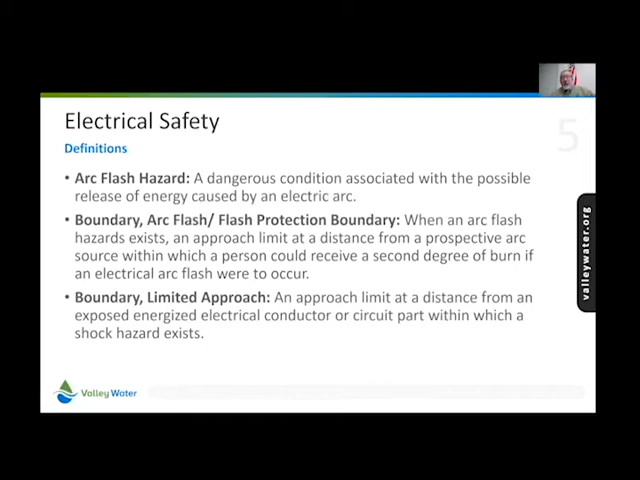 Electrical Safety
5
Definitions
• Arc Flash Hazard: A dangerous condition associated with the possible
release of energy caused by an electric arc.
• Boundary, Arc Flash/ Flash Protection Boundary: When an arc flash
hazards exists, an approach limit at a distance from a prospective arc
source within which a person could receive a second degree of burn if
an electrical arc flash were to occur.
• Boundary, Limited Approach: An approach limit at a distance from an
exposed energized electrical conductor or circuit part within which a
shock hazard exists.
valleywater.org
Valley Water